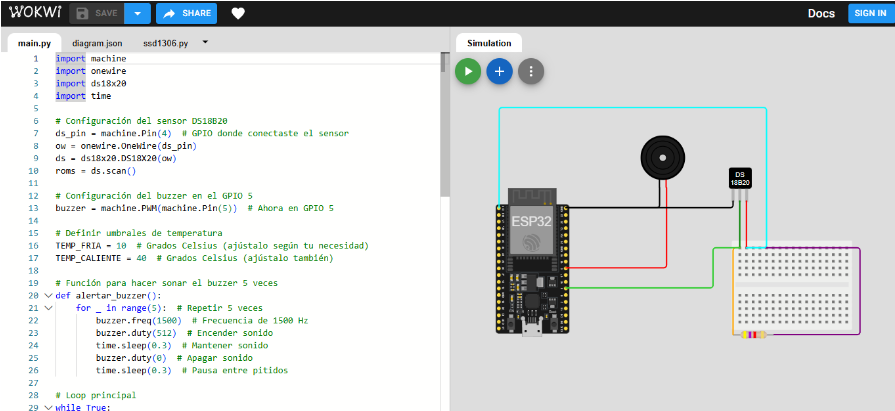 WOKWI SAVE SHARE Docs SIGN IN
main.py diagram.json ssd1306.py
Simulation
1 import machine
2 import onewire
3 import ds18x20
4 import time
5
6 # Configuración del sensor DS18B20
7 ds_pin = machine.Pin(4)  # GPIO donde conectaste el sensor
8 ow = onewire.OneWire(ds_pin)
9 ds = ds18x20.DS18X20(ow)
10 roms = ds.scan()
11
12 # Configuración del buzzer en el GPIO 5
13 buzzer = machine.PWM(machine.Pin(5))  # Ahora en GPIO 5
14
15 # Definir umbrales de temperatura
16 TEMP_FRIA = 10  # Grados Celsius (ajústalo según tu necesidad)
17 TEMP_CALIENTE = 40  # Grados Celsius (ajústalo también)
18
19 # Función para hacer sonar el buzzer 5 veces
20 def alertar_buzzer():
21     for _ in range(5):  # Repetir 5 veces
22         buzzer.freq(1500)  # Frecuencia de 1500 Hz
23         buzzer.duty(512)  # Encender sonido
24         time.sleep(0.3)  # Mantener sonido
25         buzzer.duty(0)  # Apagar sonido
26         time.sleep(0.3)  # Pausa entre pitidos
27
28 # Loop principal
29 while True:
DS
18B20
ESP32